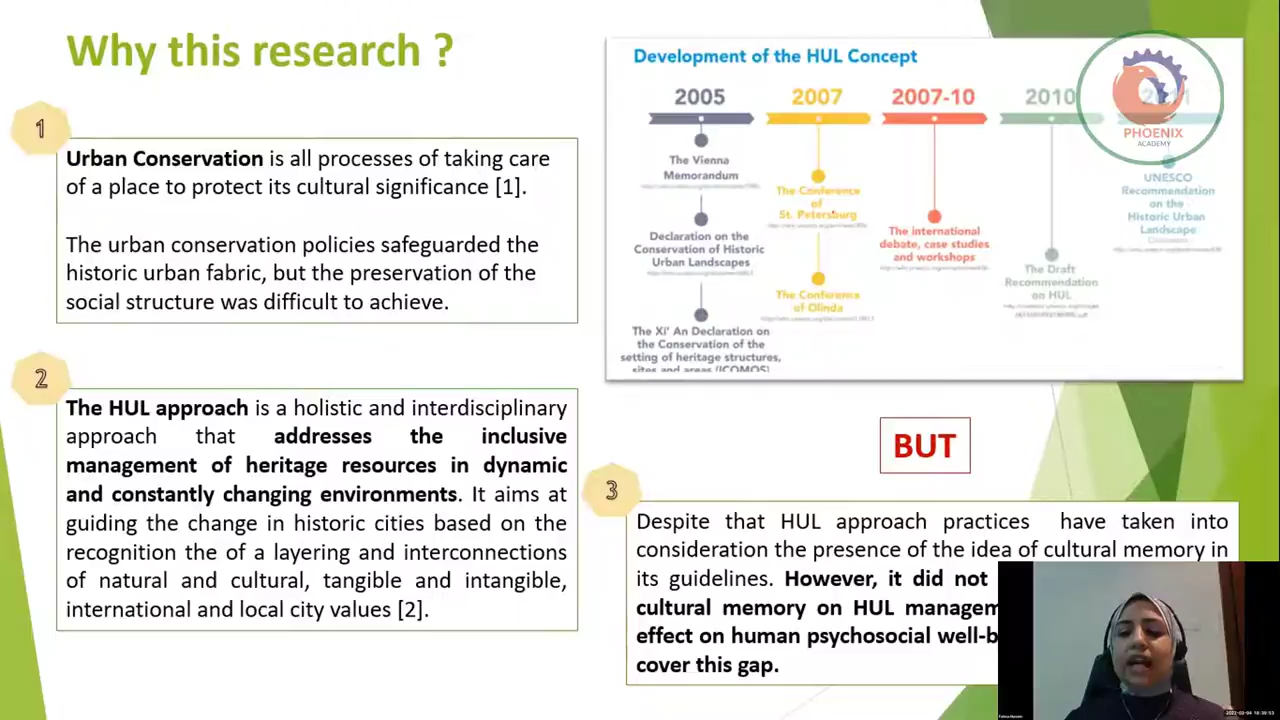 Why this research ?
1
Urban Conservation is all processes of taking care
of a place to protect its cultural significance [1].
The urban conservation policies safeguarded the
historic urban fabric, but the preservation of the
social structure was difficult to achieve.
2
The HUL approach is a holistic and interdisciplinary
approach that addresses the inclusive
management of heritage resources in dynamic
and constantly changing environments. It aims at
guiding the change in historic cities based on the
recognition the of a layering and interconnections
of natural and cultural, tangible and intangible,
international and local city values [2].
Development of the HUL Concept
2005
The Vienna
Memorandum
Declaration on the
Conservation of Historic
Urban Landscapes
The Xi' An Declaration on
the Conservation of the
setting of heritage structures,
sites and areas (ICOMOS)
2007
The Conference
of
St. Petersburg
The Conference
of Olinda
2007-10
The international
debate, case studies
and workshops
2010
The Draft
Recommendation
on HUL
2011
UNESCO
Recommendation
on the
Historic Urban
Landscape
PHOENIX
ACADEMY
BUT
3
Despite that HUL approach practices have taken into
consideration the presence of the idea of cultural memory in
its guidelines. However, it did not
cultural memory on HUL
effect on human psychosocial
cover this gap.